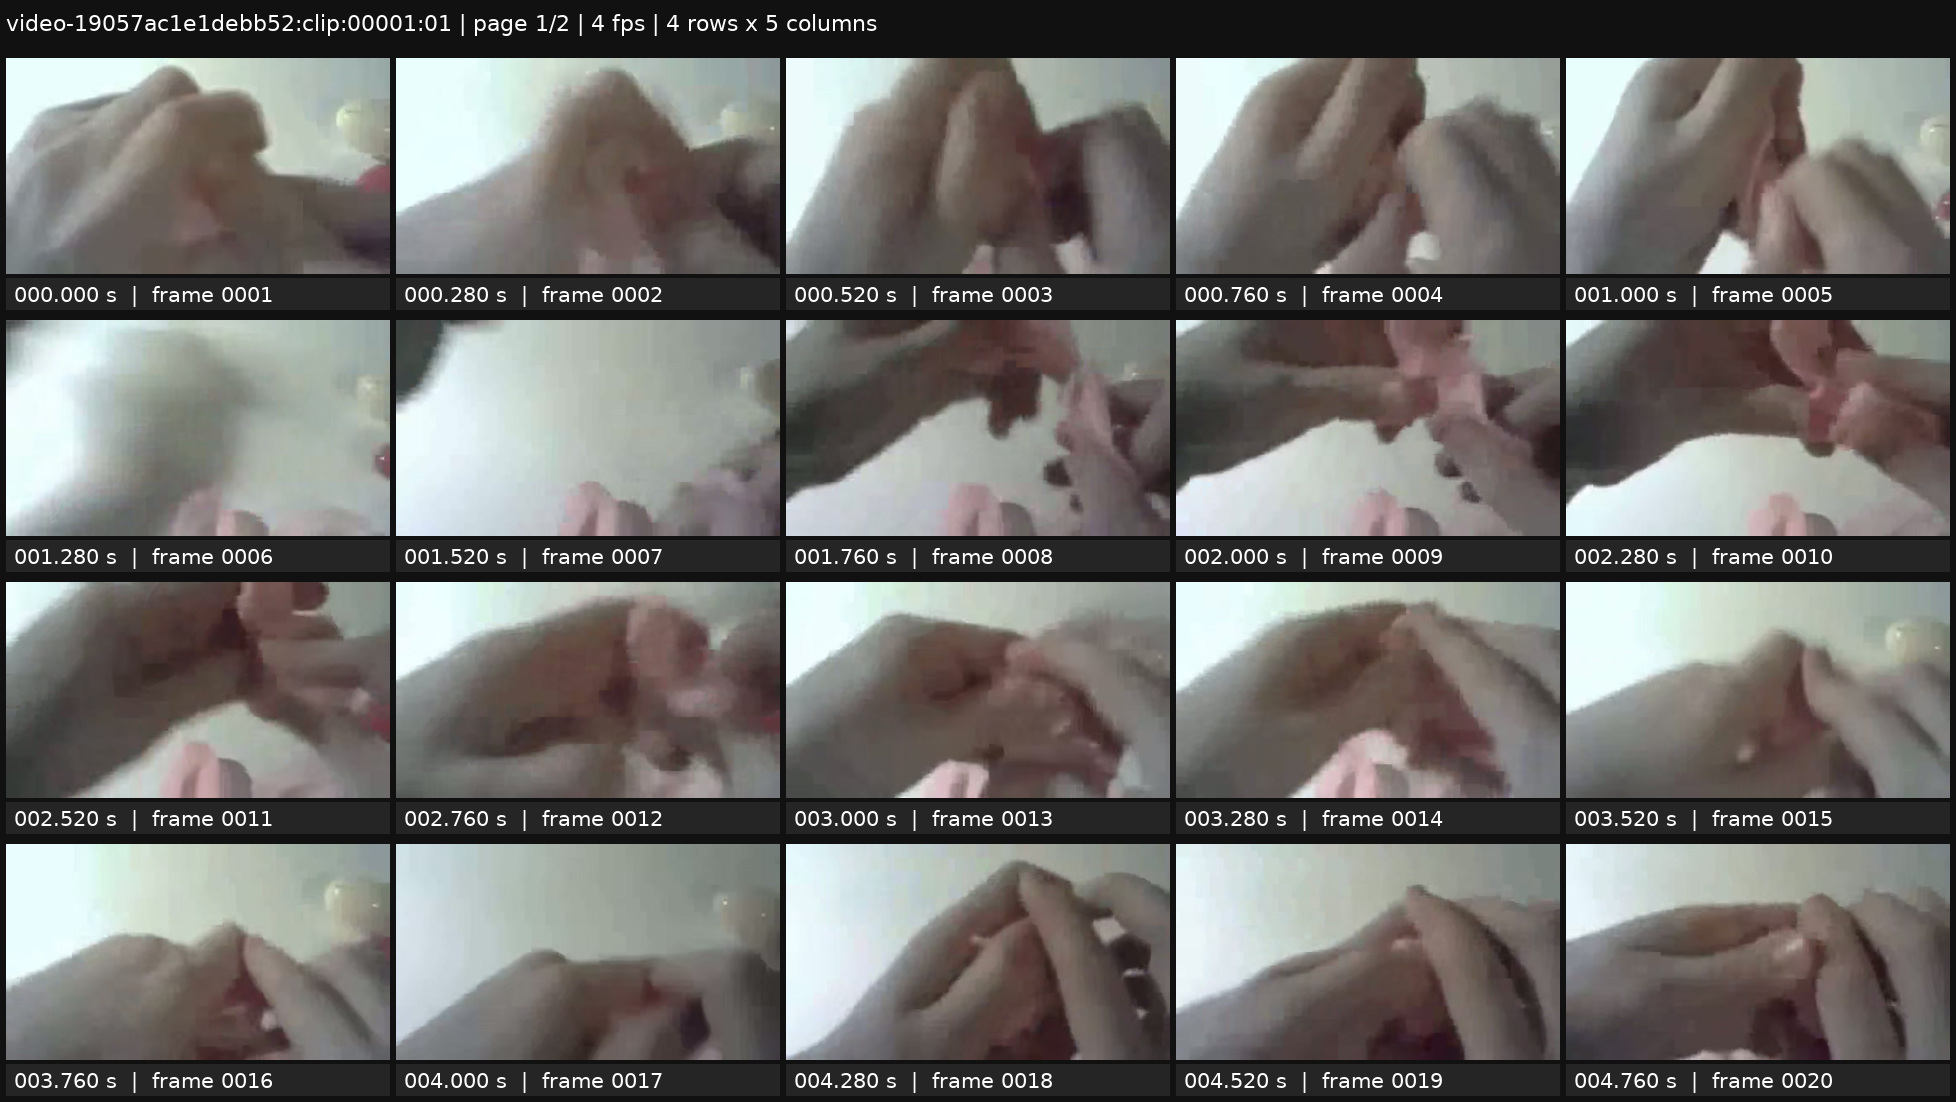 video-19057ac1e1debb52:clip:00001:01 | page 1/2 | 4 fps | 4 rows x 5 columns
000.000 s | frame 0001
000.280 s | frame 0002
000.520 s | frame 0003
000.760 s | frame 0004
001.000 s | frame 0005
001.280 s | frame 0006
001.520 s | frame 0007
001.760 s | frame 0008
002.000 s | frame 0009
002.280 s | frame 0010
002.520 s | frame 0011
002.760 s | frame 0012
003.000 s | frame 0013
003.280 s | frame 0014
003.520 s | frame 0015
003.760 s | frame 0016
004.000 s | frame 0017
004.280 s | frame 0018
004.520 s | frame 0019
004.760 s | frame 0020